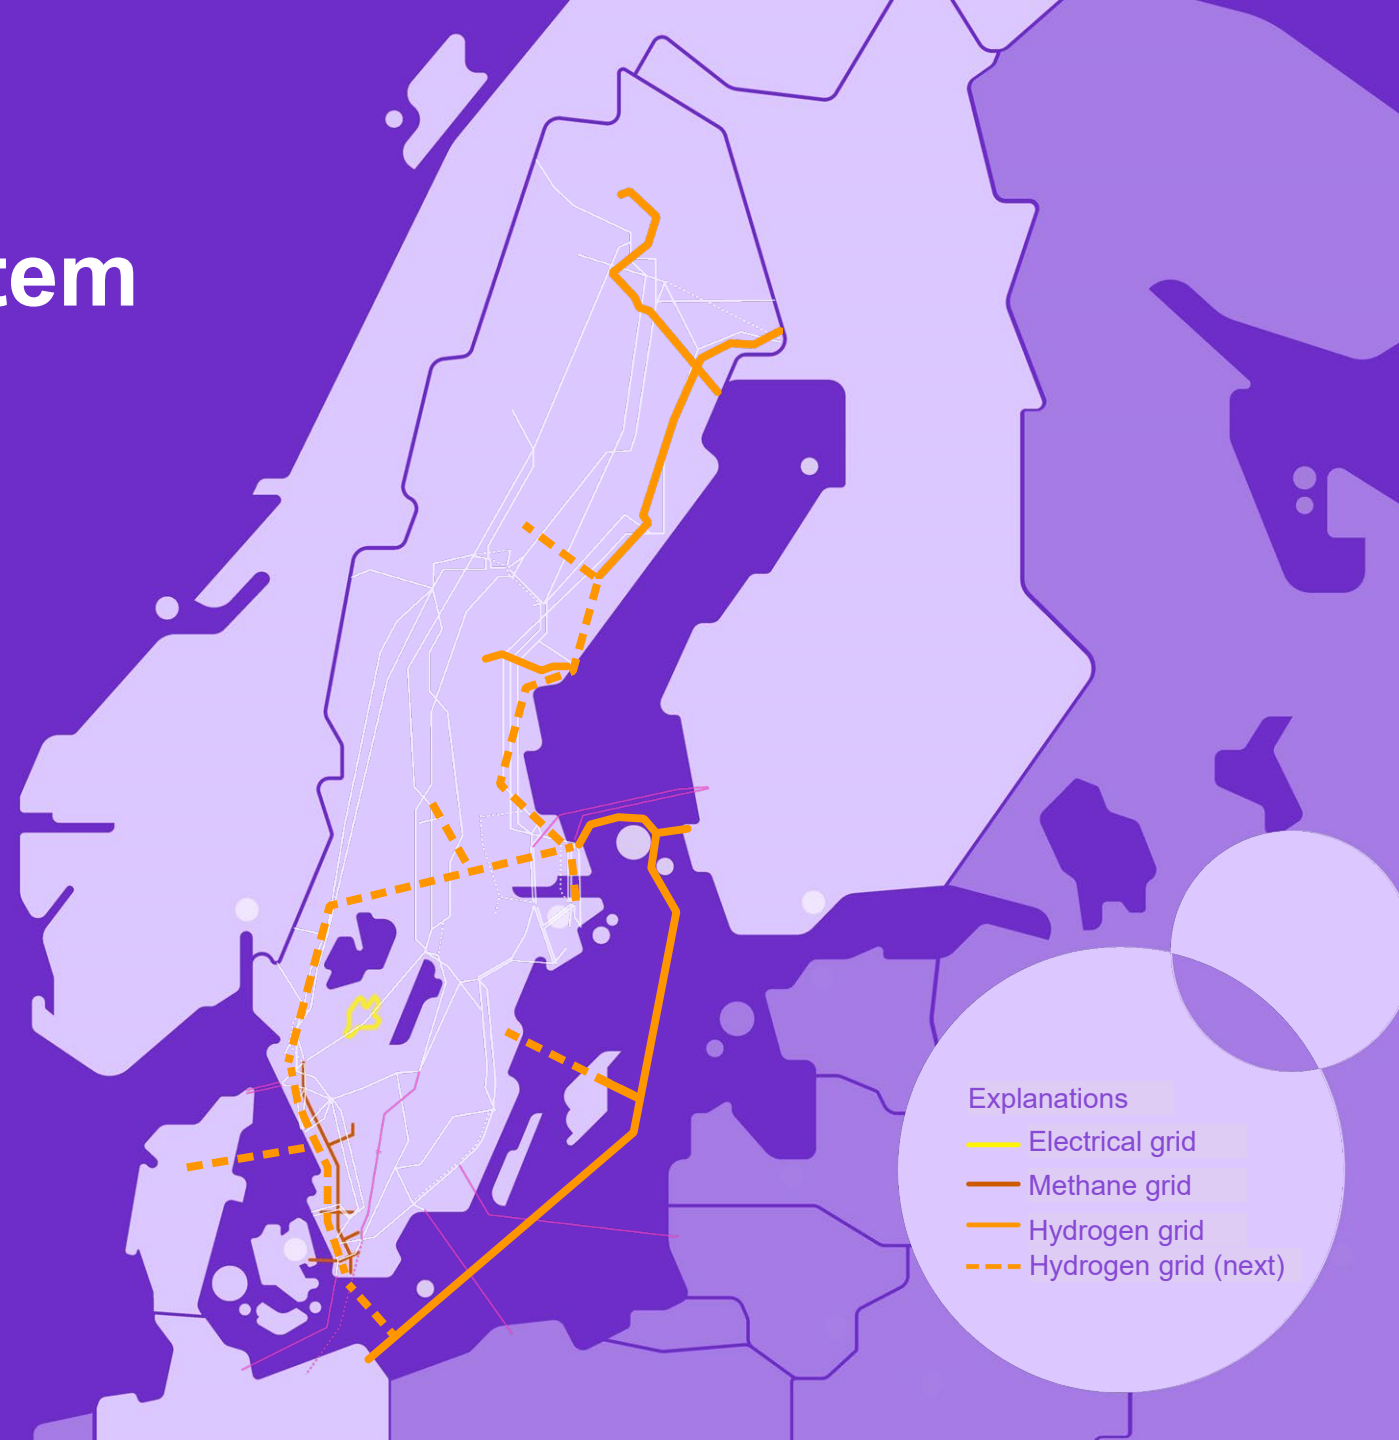 tem
Explanations
Electrical grid
Methane grid
Hydrogen grid
Hydrogen grid (next)